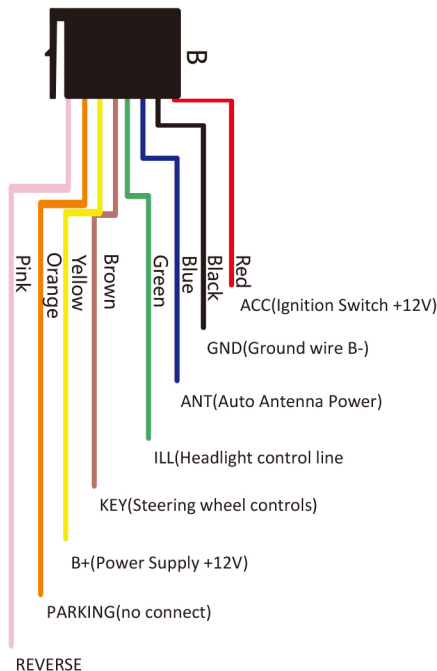 B
Pink
Orange
Yellow
Brown
Green
Blue
Black
Red
ACC(Ignition Switch +12V)
GND(Ground wire B-)
ANT(Auto Antenna Power)
ILL(Headlight control line
KEY(Steering wheel controls)
B+(Power Supply +12V)
PARKING(no connect)
REVERSE